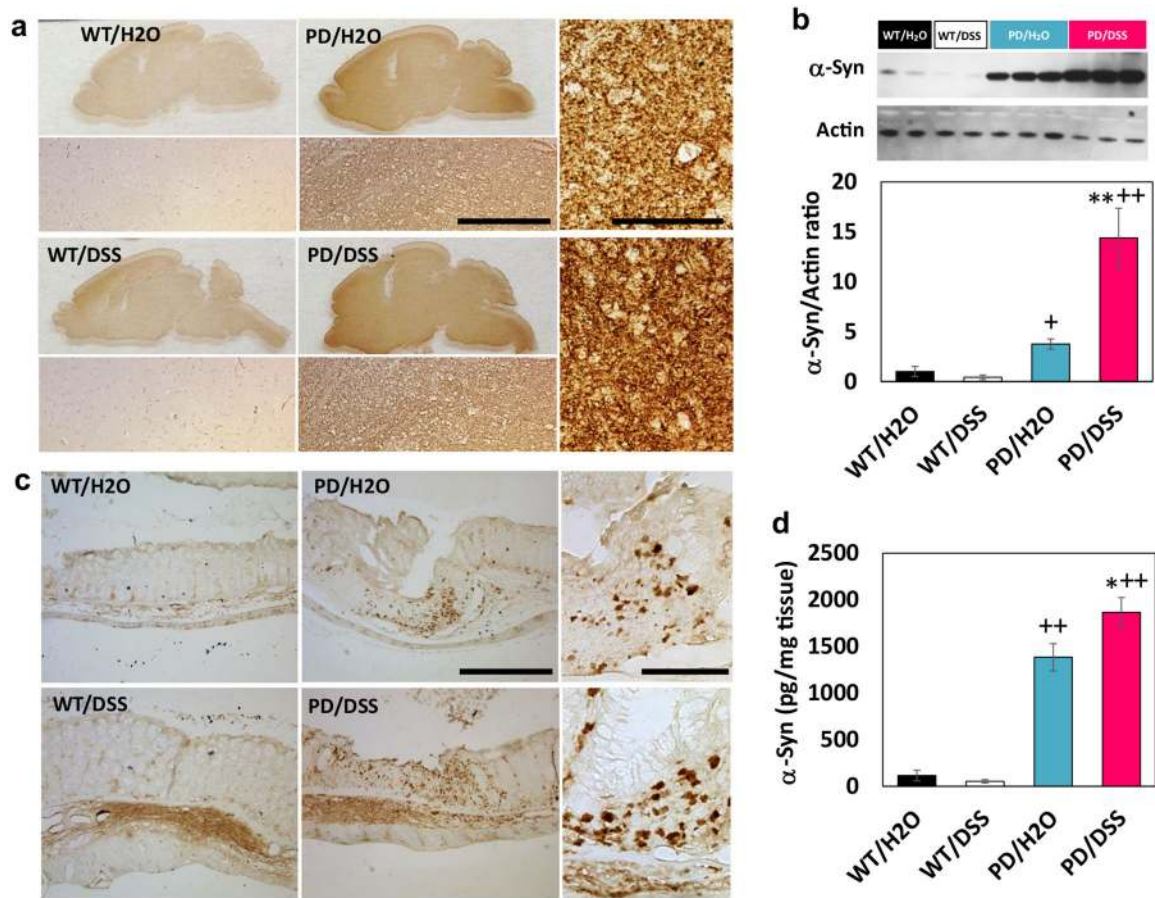 a
WT/H2O
PD/H2O
WT/DSS
PD/DSS
b
WT/H₂O WT/DSS PD/H₂O PD/DSS
α-Syn
Actin
α-Syn/Actin ratio
20
15
10
5
0
+
**++
WT/H2O
WT/DSS
PD/H2O
PD/DSS
c
WT/H2O
PD/H2O
WT/DSS
PD/DSS
d
α-Syn (pg/mg tissue)
2500
2000
1500
1000
500
0
++
*++
WT/H2O
WT/DSS
PD/H2O
PD/DSS